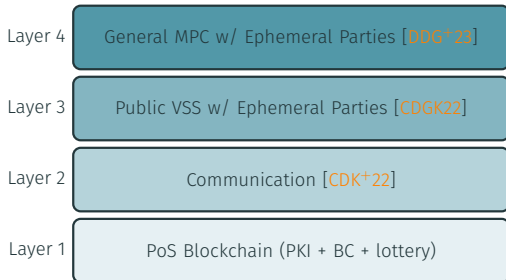 Layer 4 General MPC w/ Ephemeral Parties [DDG+23]
Layer 3 Public VSS w/ Ephemeral Parties [CDGK22]
Layer 2 Communication [CDK+22]
Layer 1 PoS Blockchain (PKI + BC + lottery)